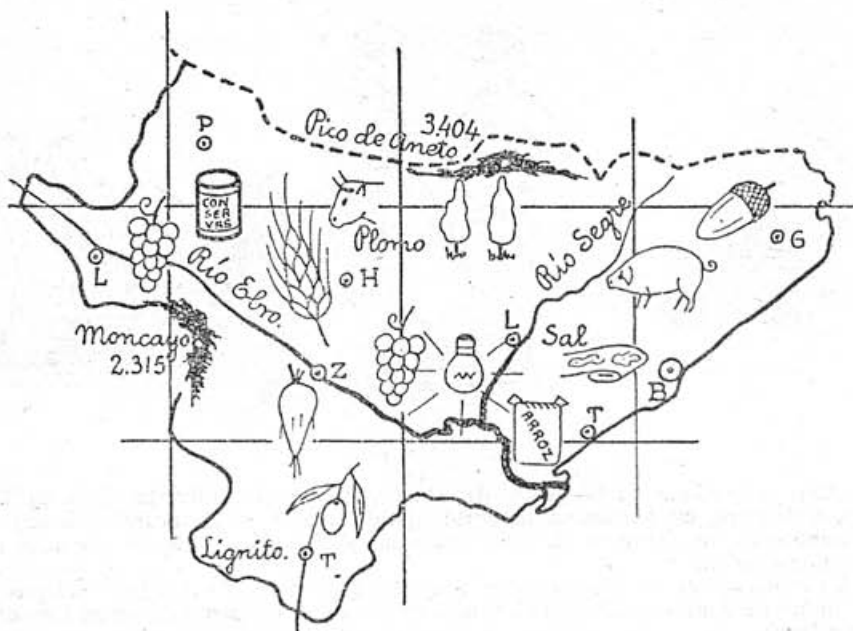 Pico de Aneto
3.404
P
CON
SER
VAS
Plomo
Río Segre
G
L
Río Ebro.
H
Moncayo
2.315
Z
L
Sal
B
ARROZ
T
Lignito.
T